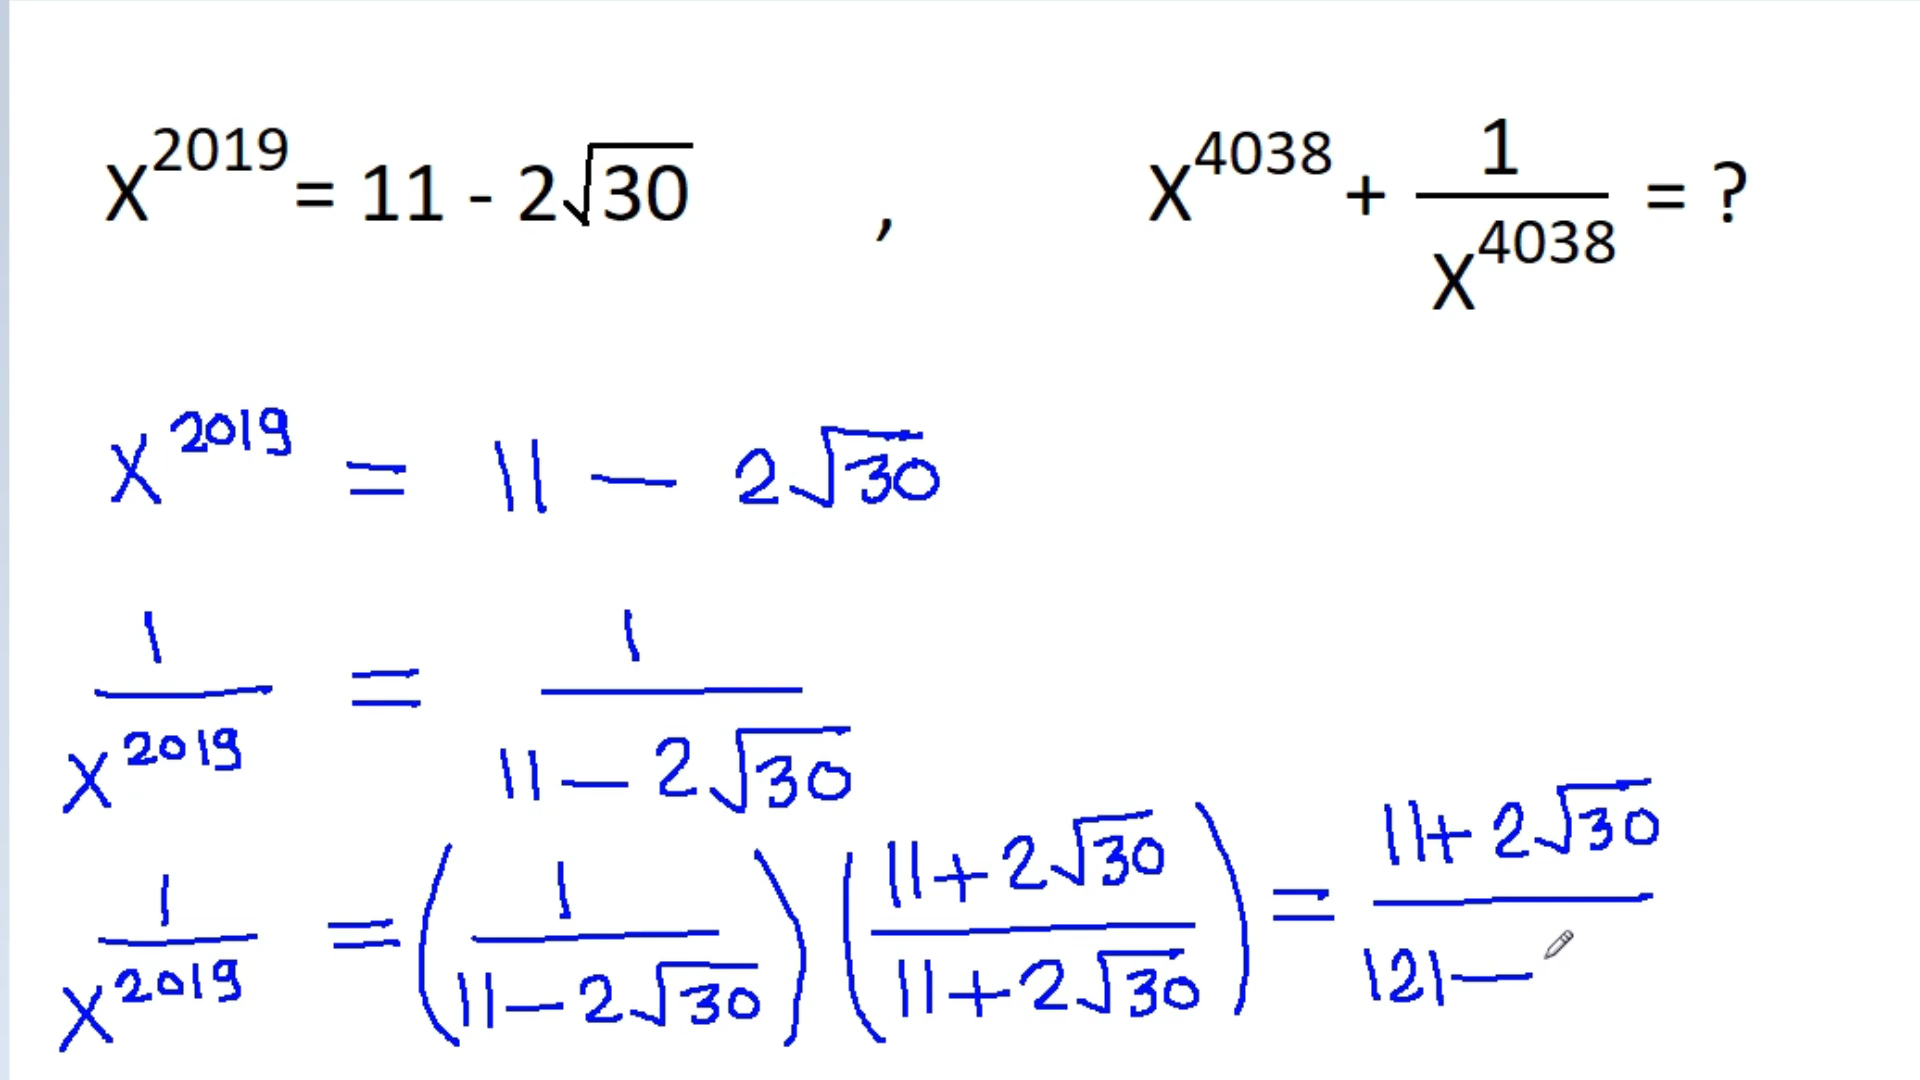 X^2019 = 11 - 2√30 , X^4038 + 1/X^4038 = ?
X^2019 = 11 − 2√30
1/X^2019 = 1/(11 − 2√30)
1/X^2019 = (1/(11 − 2√30)) ((11 + 2√30)/(11 + 2√30)) = (11 + 2√30)/(121 −